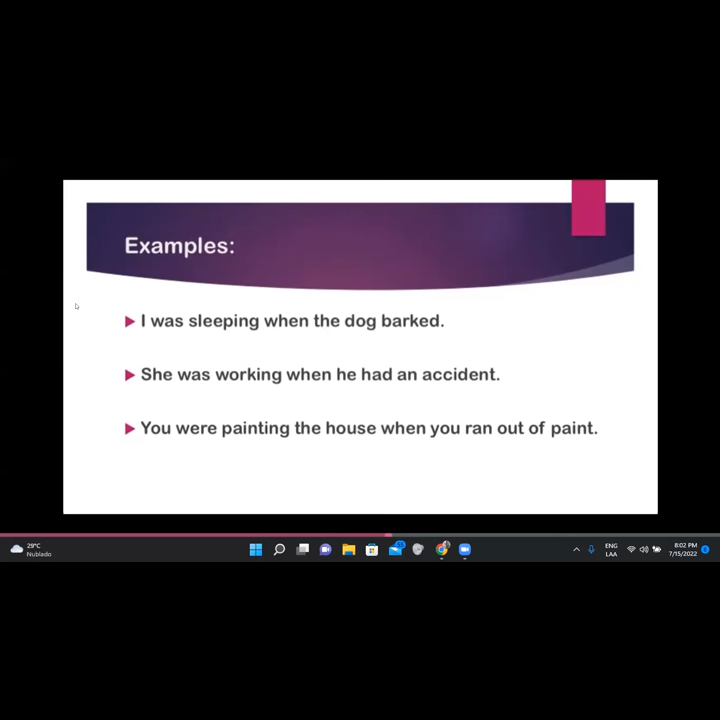 Examples:
I was sleeping when the dog barked.
She was working when he had an accident.
You were painting the house when you ran out of paint.
29°C
Nublado
ENG
LAA
8:02 PM
7/15/2022